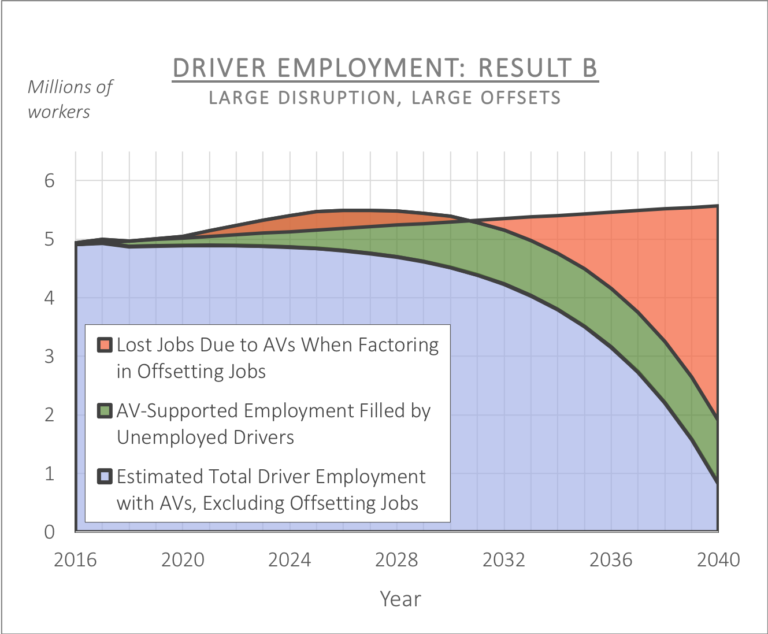 DRIVER EMPLOYMENT: RESULT B
LARGE DISRUPTION, LARGE OFFSETS
Millions of
workers
6
5
4
3
2
1
0
Lost Jobs Due to AVs When Factoring
in Offsetting Jobs
AV-Supported Employment Filled by
Unemployed Drivers
Estimated Total Driver Employment
with AVs, Excluding Offsetting Jobs
2016 2020 2024 2028 2032 2036 2040
Year